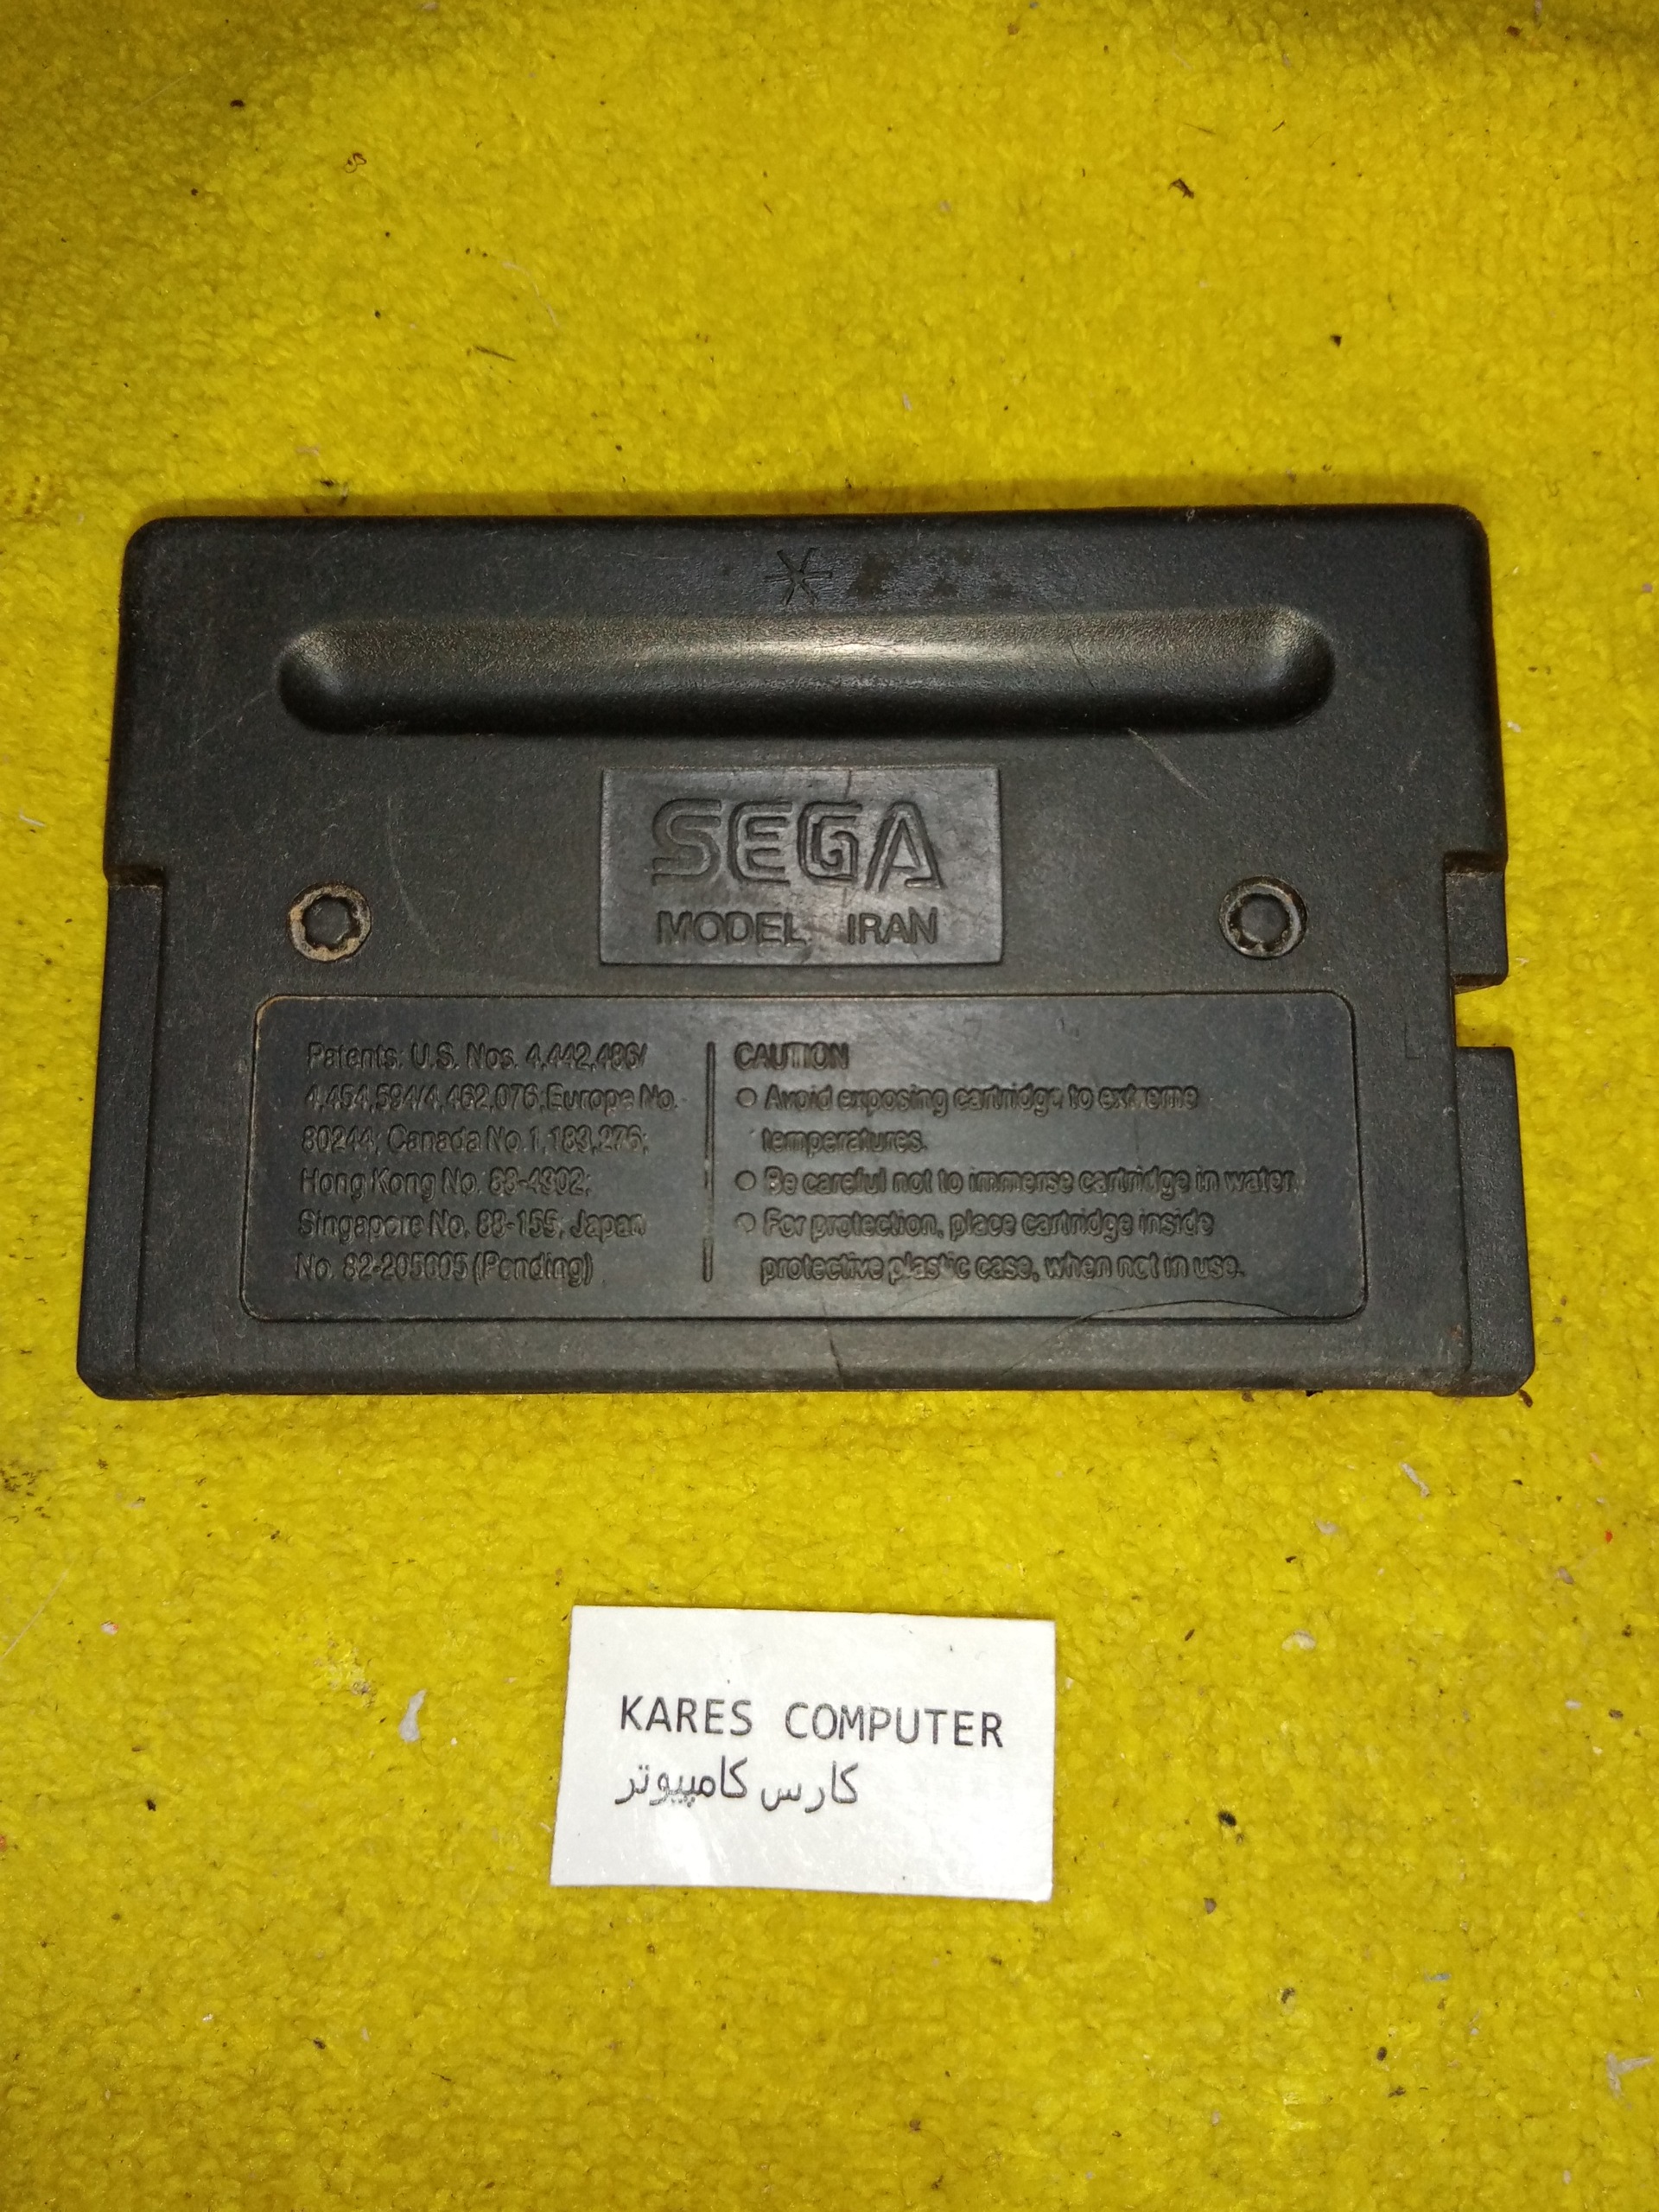 SEGA
MODEL IRAN
Patents: U.S. Nos. 4,442,486/
4,454,594/4,462,076; Europe No.
80244; Canada No. 1,183,276;
Hong Kong No. 88-4302;
Singapore No. 88-155; Japan
No. 82-205605 (Pending)
CAUTION
○ Avoid exposing cartridge to extreme
temperatures.
○ Be careful not to immerse cartridge in water.
○ For protection, place cartridge inside
protective plastic case, when not in use.
KARES COMPUTER
کارس کامپیوتر